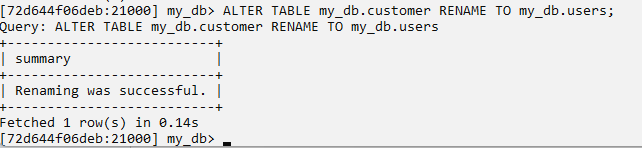 [72d644f06deb:21000] my_db> ALTER TABLE my_db.customer RENAME TO my_db.users;
Query: ALTER TABLE my_db.customer RENAME TO my_db.users
+--------------------------+
| summary                  |
+--------------------------+
| Renaming was successful. |
+--------------------------+
Fetched 1 row(s) in 0.14s
[72d644f06deb:21000] my_db>